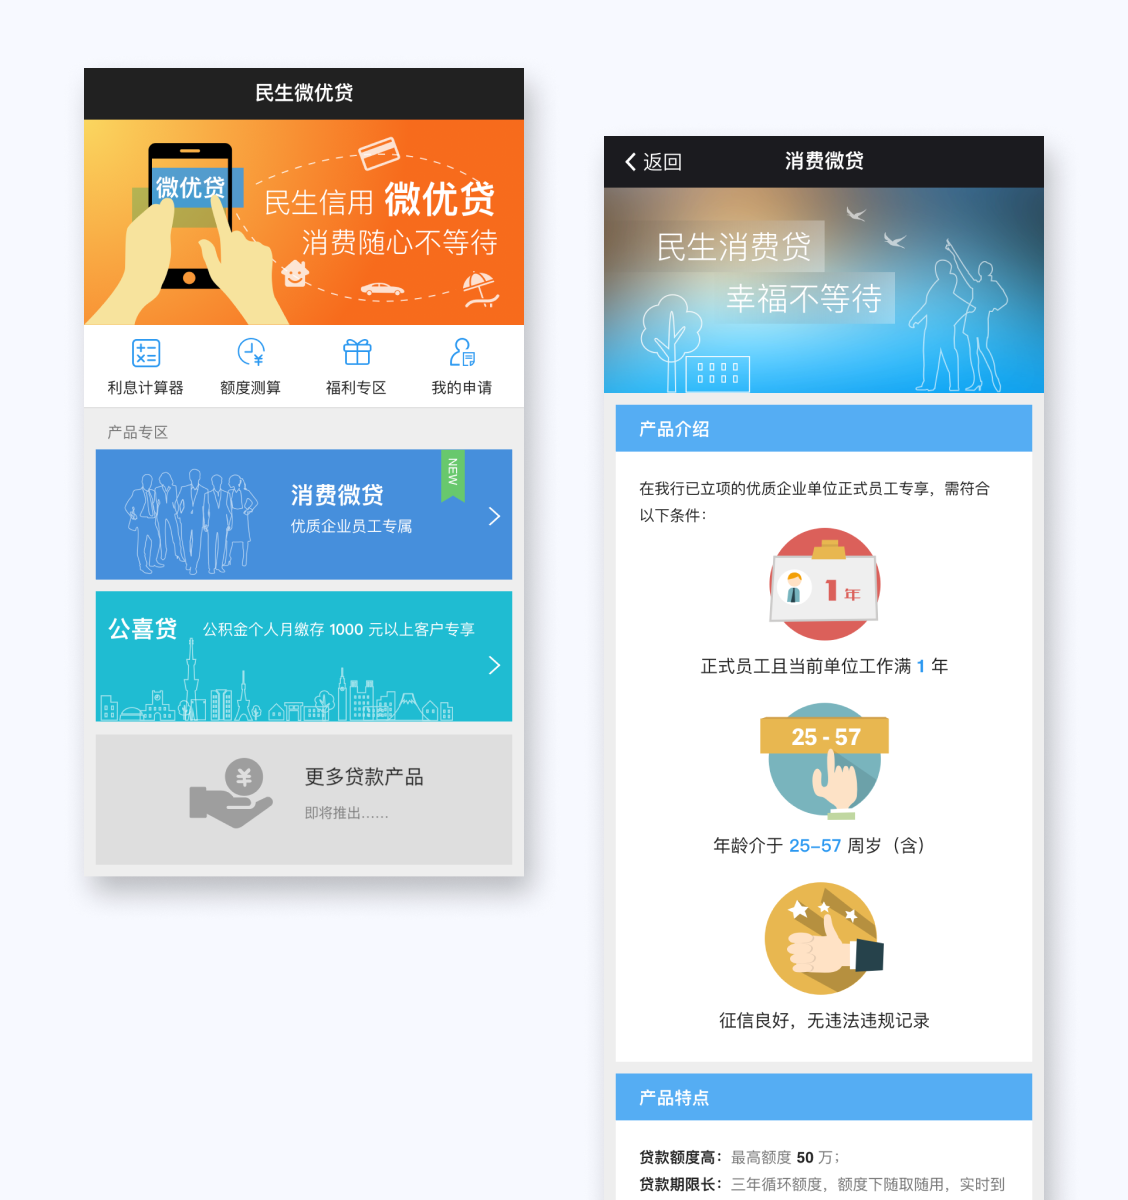 民生微优贷
微优贷
民生信用 微优贷
消费随心不等待
利息计算器
额度测算
福利专区
我的申请
产品专区
NEW
消费微贷
优质企业员工专属
公喜贷 公积金个人月缴存 1000 元以上客户专享
更多贷款产品
即将推出……
返回
消费微贷
民生消费贷
幸福不等待
产品介绍
在我行已立项的优质企业单位正式员工专享，需符合
以下条件：
1 年
正式员工且当前单位工作满 1 年
25 - 57
年龄介于 25–57 周岁（含）
征信良好，无违法违规记录
产品特点
贷款额度高：最高额度 50 万；
贷款期限长：三年循环额度，额度下随取随用，实时到